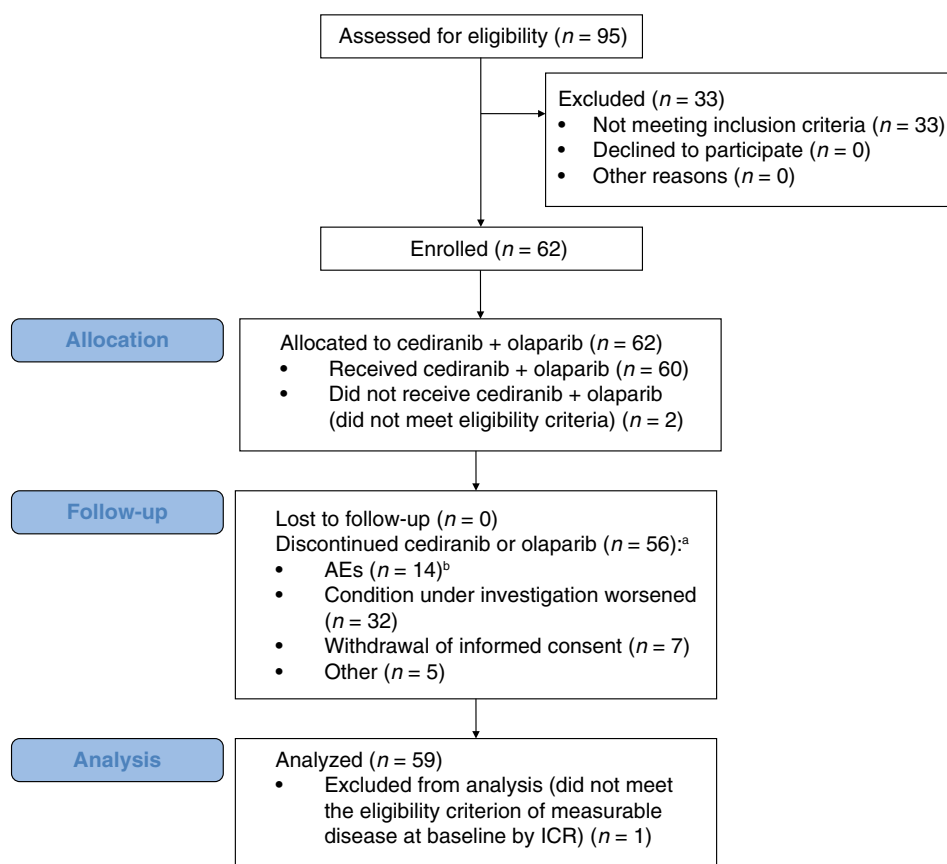 Assessed for eligibility (n = 95)
Excluded (n = 33)
• Not meeting inclusion criteria (n = 33)
• Declined to participate (n = 0)
• Other reasons (n = 0)
Enrolled (n = 62)
Allocation
Allocated to cediranib + olaparib (n = 62)
• Received cediranib + olaparib (n = 60)
• Did not receive cediranib + olaparib
(did not meet eligibility criteria) (n = 2)
Follow-up
Lost to follow-up (n = 0)
Discontinued cediranib or olaparib (n = 56):ᵃ
• AEs (n = 14)ᵇ
• Condition under investigation worsened
(n = 32)
• Withdrawal of informed consent (n = 7)
• Other (n = 5)
Analysis
Analyzed (n = 59)
• Excluded from analysis (did not meet
the eligibility criterion of measurable
disease at baseline by ICR) (n = 1)